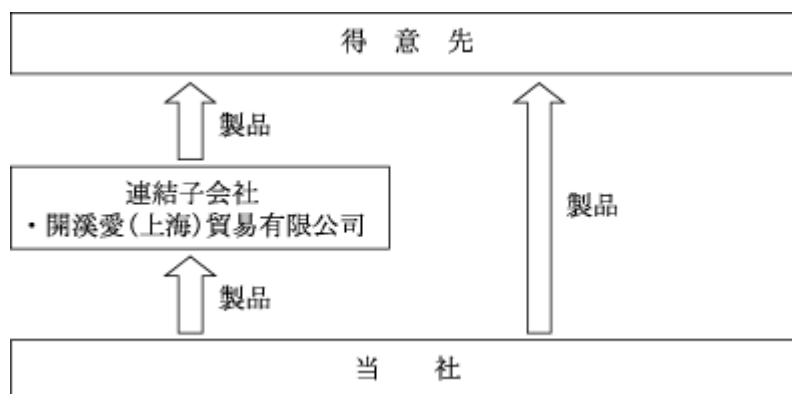 得 意 先
製品
連結子会社
・開溪愛(上海)貿易有限公司
製品
製品
当 社